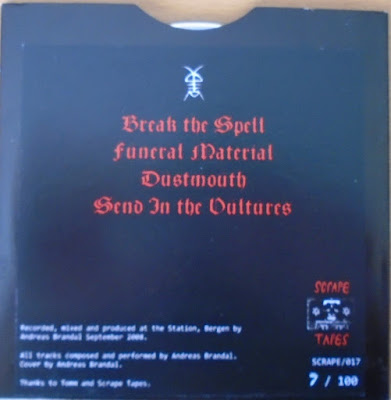 Break the Spell
Funeral Material
Dustmouth
Send In the Vultures
SCRAPE
TAPES
Recorded, mixed and produced at the Station, Bergen by
Andreas Brandal September 2008.
All tracks composed and performed by Andreas Brandal.
Cover by Andreas Brandal.
Thanks to Tomm and Scrape Tapes.
SCRAPE/017
7 / 100